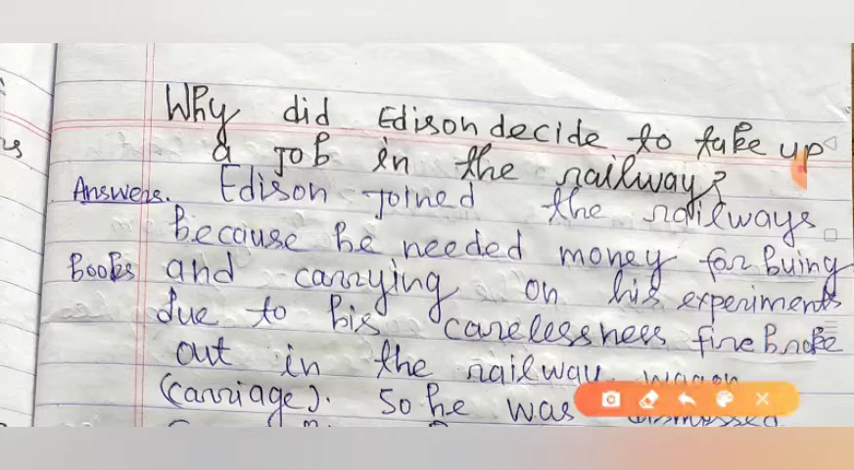 Why did Edison decide to take up
a job in the railway?
Answers. Edison joined the railways
because he needed money for buing
Books and carrying on his experiments
due to his carelessness fire broke
out in the railway wagon
(carriage). So he was dismissed